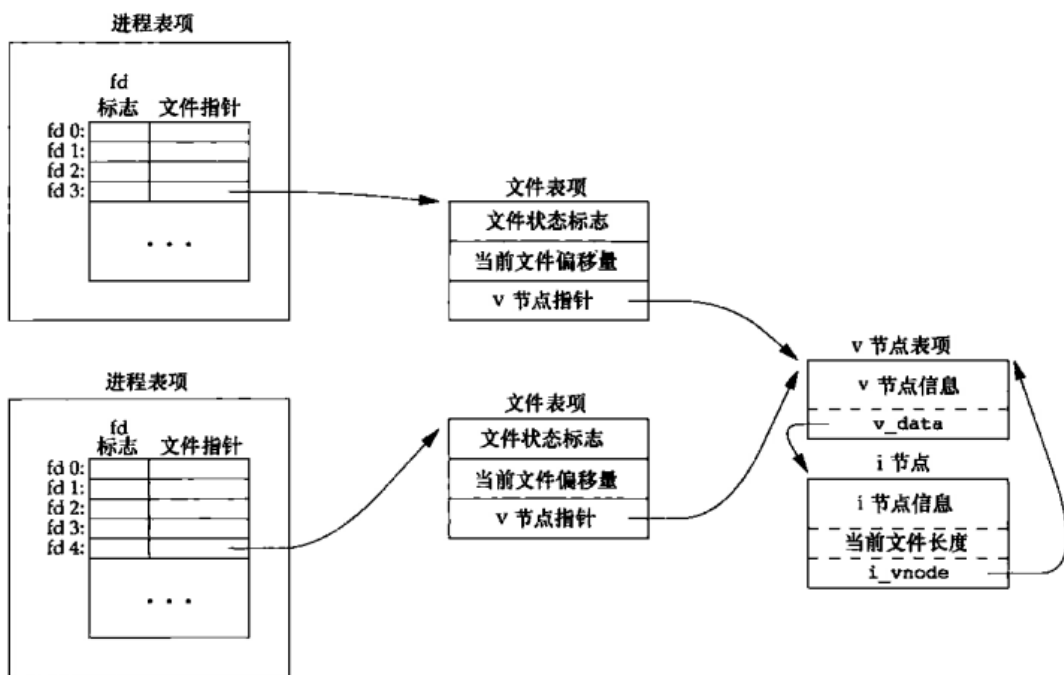 进程表项
fd
标志 文件指针
fd 0:
fd 1:
fd 2:
fd 3:
• • •
文件表项
文件状态标志
当前文件偏移量
v 节点指针
进程表项
fd
标志 文件指针
fd 0:
fd 1:
fd 2:
fd 3:
fd 4:
• • •
文件表项
文件状态标志
当前文件偏移量
v 节点指针
v 节点表项
v 节点信息
v_data
i 节点
i 节点信息
当前文件长度
i_vnode